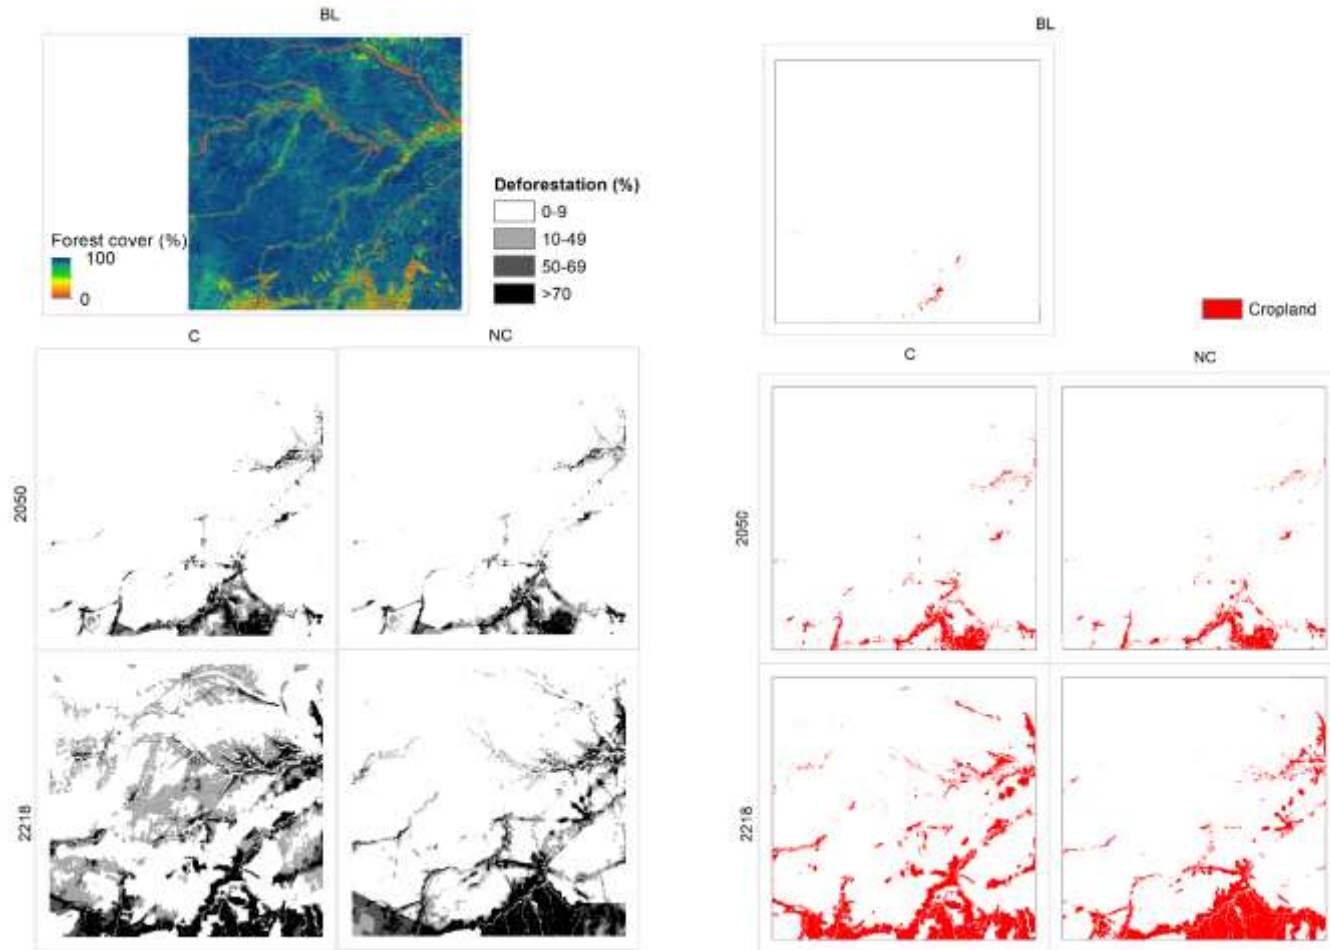 BL
Forest cover (%)
100
0
Deforestation (%)
0-9
10-49
50-69
>70
C
NC
2050
2218
BL
Cropland
C
NC
2050
2218